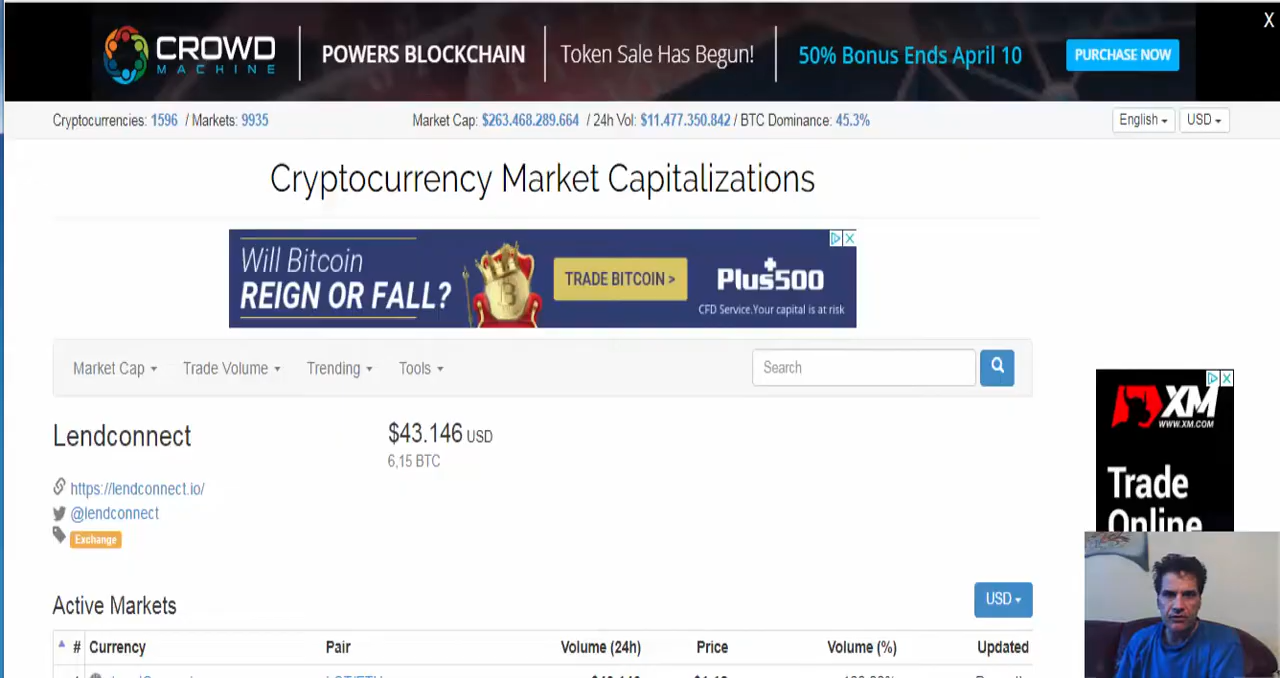 CROWD MACHINE
POWERS BLOCKCHAIN
Token Sale Has Begun!
50% Bonus Ends April 10
PURCHASE NOW
X
Cryptocurrencies: 1596 / Markets: 9935
Market Cap: $263.468.289.664 / 24h Vol: $11.477.350.842 / BTC Dominance: 45.3%
English
USD
Cryptocurrency Market Capitalizations
Will Bitcoin
REIGN OR FALL?
TRADE BITCOIN >
Plus500
CFD Service.Your capital is at risk
Market Cap
Trade Volume
Trending
Tools
Search
XM
WWW.XM.COM
Trade
Online
Lendconnect
$43.146 USD
6,15 BTC
https://lendconnect.io/
@lendconnect
Exchange
Active Markets
USD
# Currency Pair Volume (24h) Price Volume (%) Updated